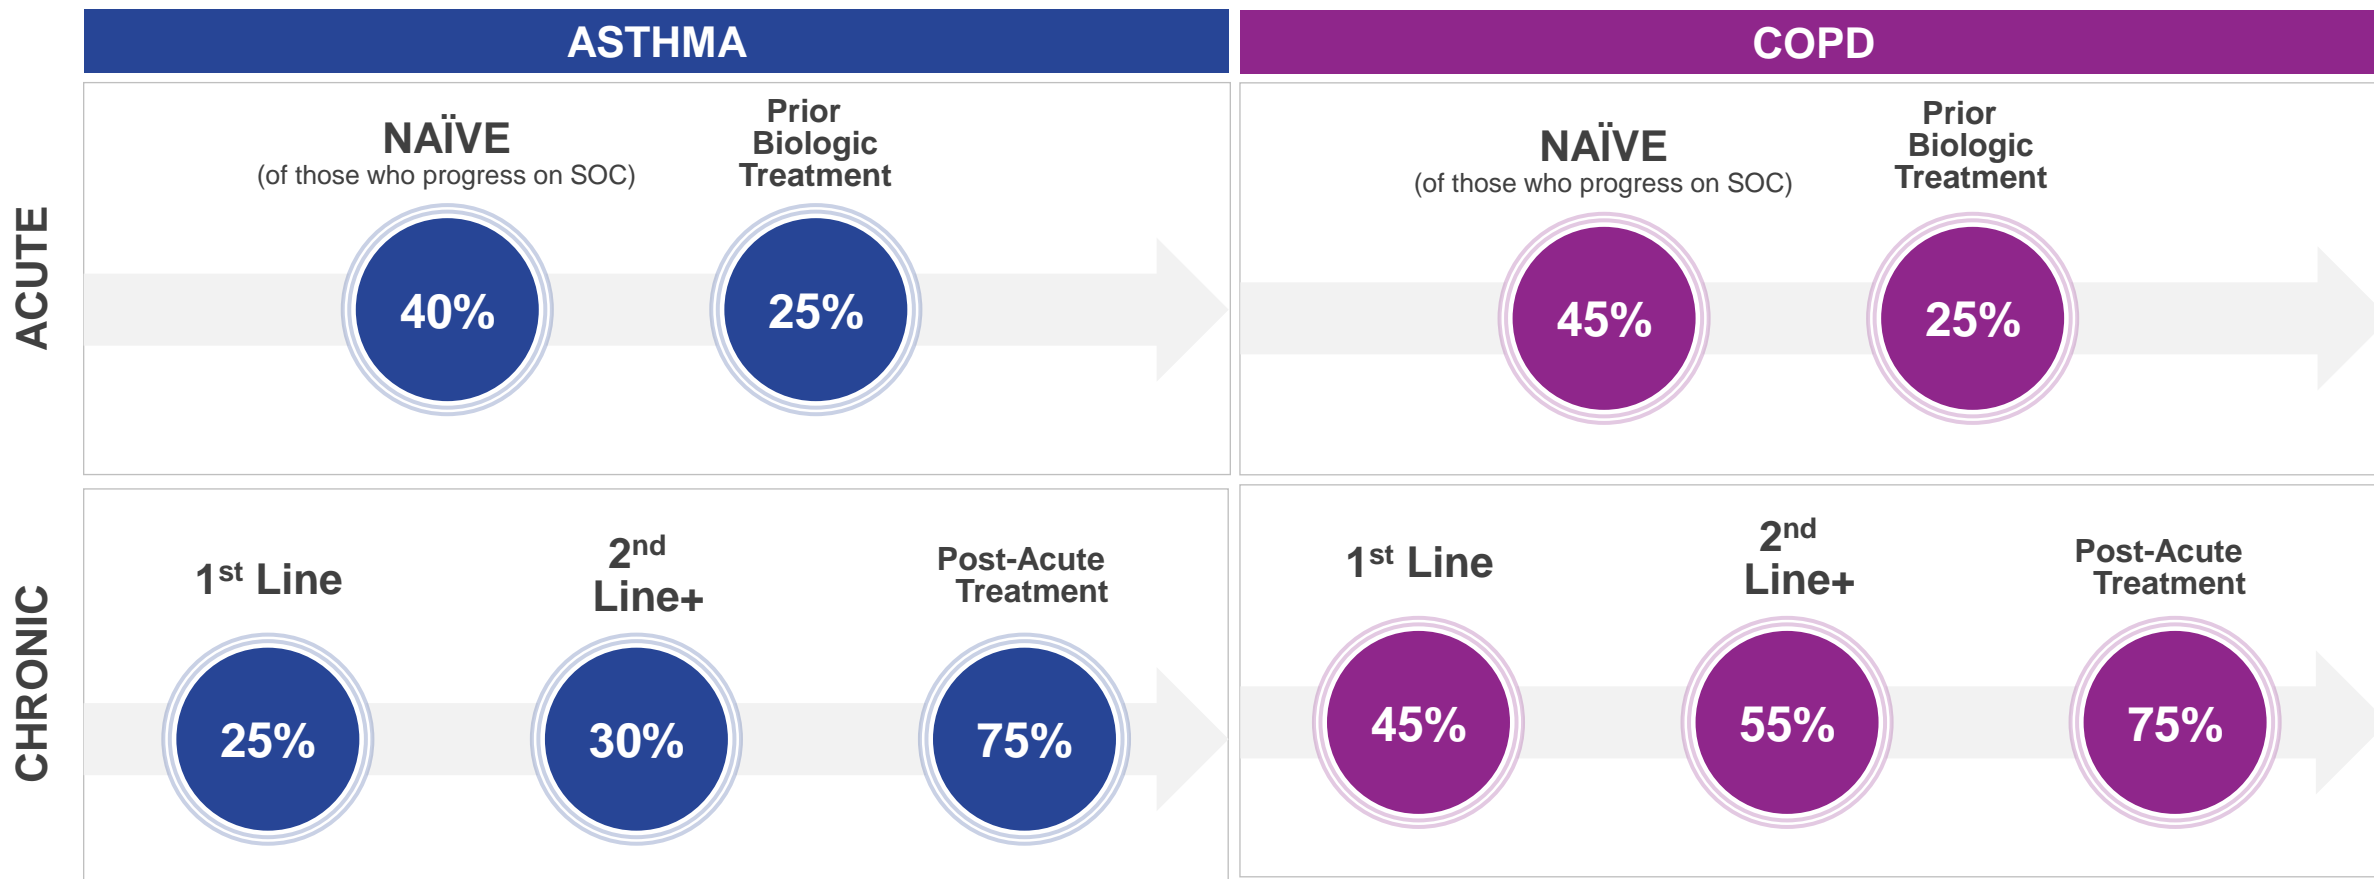 ASTHMA
COPD
ACUTE
NAÏVE
(of those who progress on SOC)
Prior
Biologic
Treatment
40%
25%
NAÏVE
(of those who progress on SOC)
Prior
Biologic
Treatment
45%
25%
CHRONIC
1st Line
2nd
Line+
Post-Acute
Treatment
25%
30%
75%
1st Line
2nd
Line+
Post-Acute
Treatment
45%
55%
75%